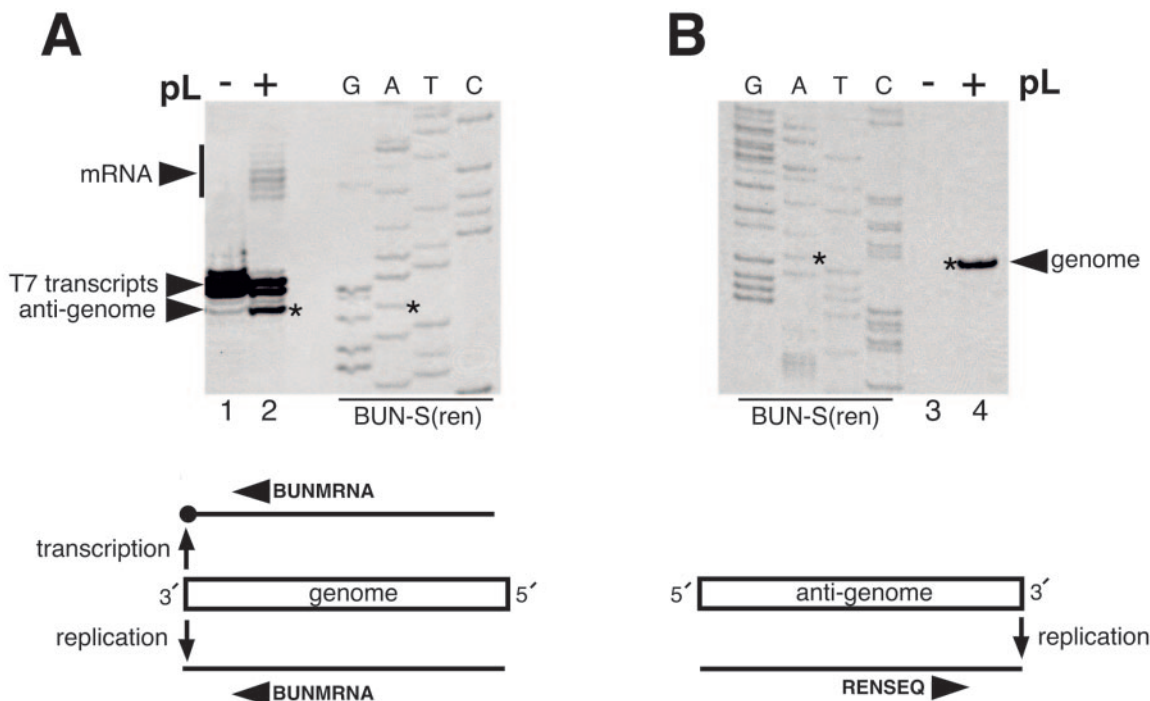 A
B
pL - + G A T C
G A T C - + pL
mRNA
*
*
genome
T7 transcripts
anti-genome
*
*
1 2
BUN-S(ren)
BUN-S(ren)
3 4
BUNMRNA
transcription
3´ genome 5´
5´ anti-genome 3´
replication
replication
BUNMRNA
RENSEQ